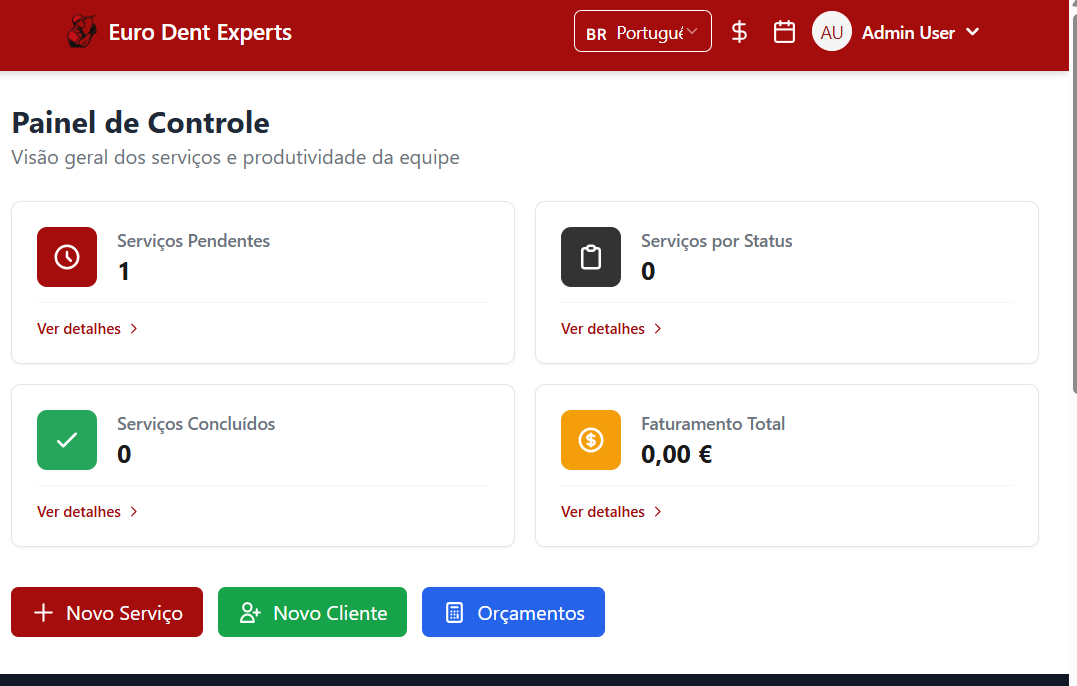 Euro Dent Experts
BR Portuguê
$
AU Admin User
Painel de Controle
Visão geral dos serviços e produtividade da equipe
Serviços Pendentes
1
Ver detalhes
Serviços por Status
0
Ver detalhes
Serviços Concluídos
0
Ver detalhes
$
Faturamento Total
0,00 €
Ver detalhes
Novo Serviço
Novo Cliente
Orçamentos